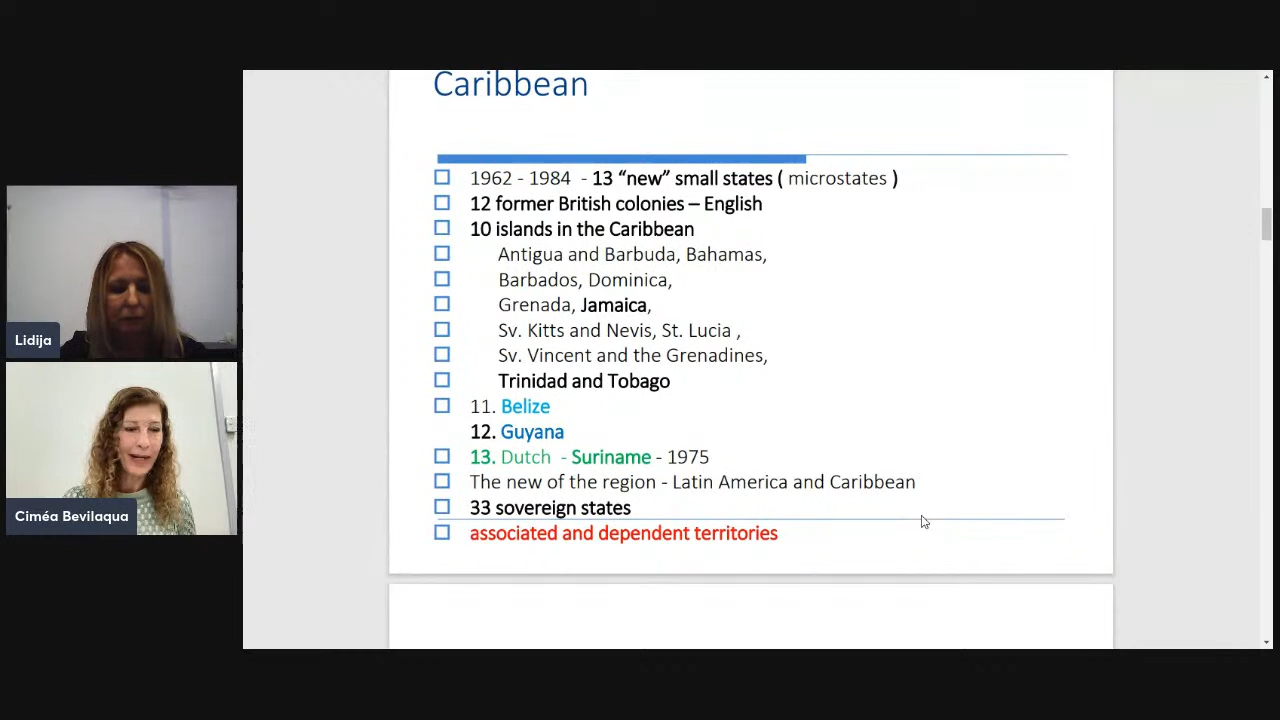 Caribbean
1962 - 1984 - 13 “new” small states ( microstates )
12 former British colonies – English
10 islands in the Caribbean
Antigua and Barbuda, Bahamas,
Barbados, Dominica,
Grenada, Jamaica,
Sv. Kitts and Nevis, St. Lucia ,
Sv. Vincent and the Grenadines,
Trinidad and Tobago
11. Belize
12. Guyana
13. Dutch - Suriname - 1975
The new of the region - Latin America and Caribbean
33 sovereign states
associated and dependent territories
Lidija
Ciméa Bevilaqua